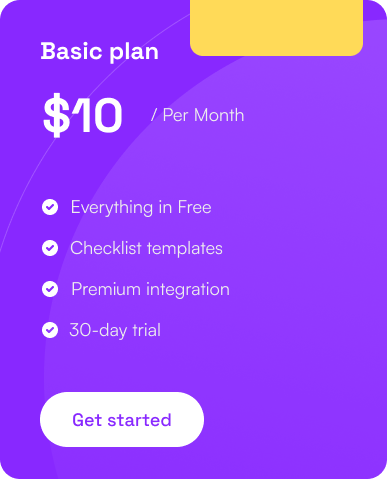 Basic plan
$10 / Per Month
Everything in Free
Checklist templates
Premium integration
30-day trial
Get started